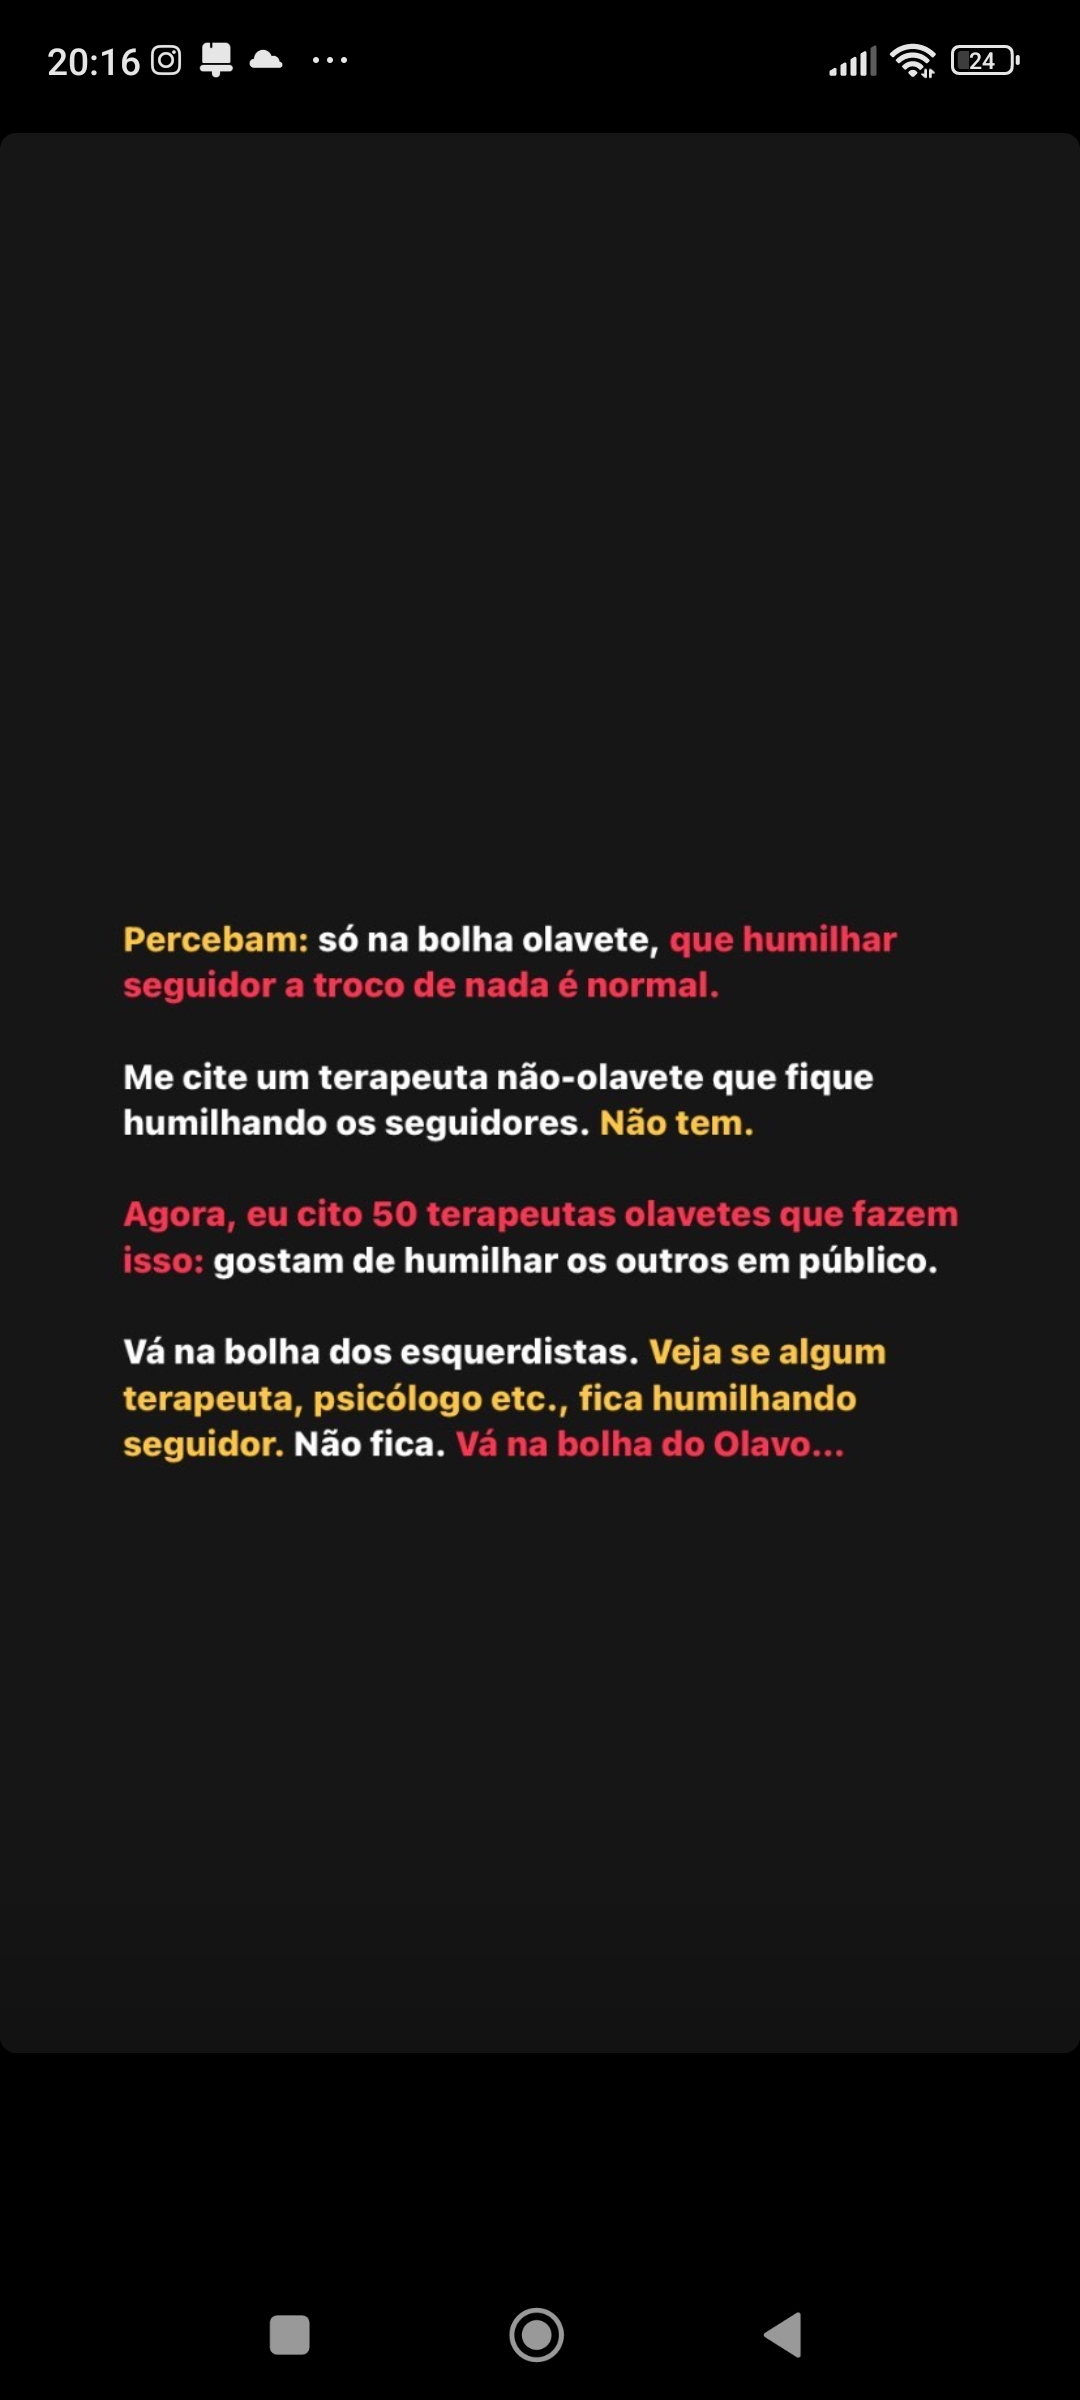 20:16
24
Percebam: só na bolha olavete, que humilhar
seguidor a troco de nada é normal.
Me cite um terapeuta não-olavete que fique
humilhando os seguidores. Não tem.
Agora, eu cito 50 terapeutas olavetes que fazem
isso: gostam de humilhar os outros em público.
Vá na bolha dos esquerdistas. Veja se algum
terapeuta, psicólogo etc., fica humilhando
seguidor. Não fica. Vá na bolha do Olavo...